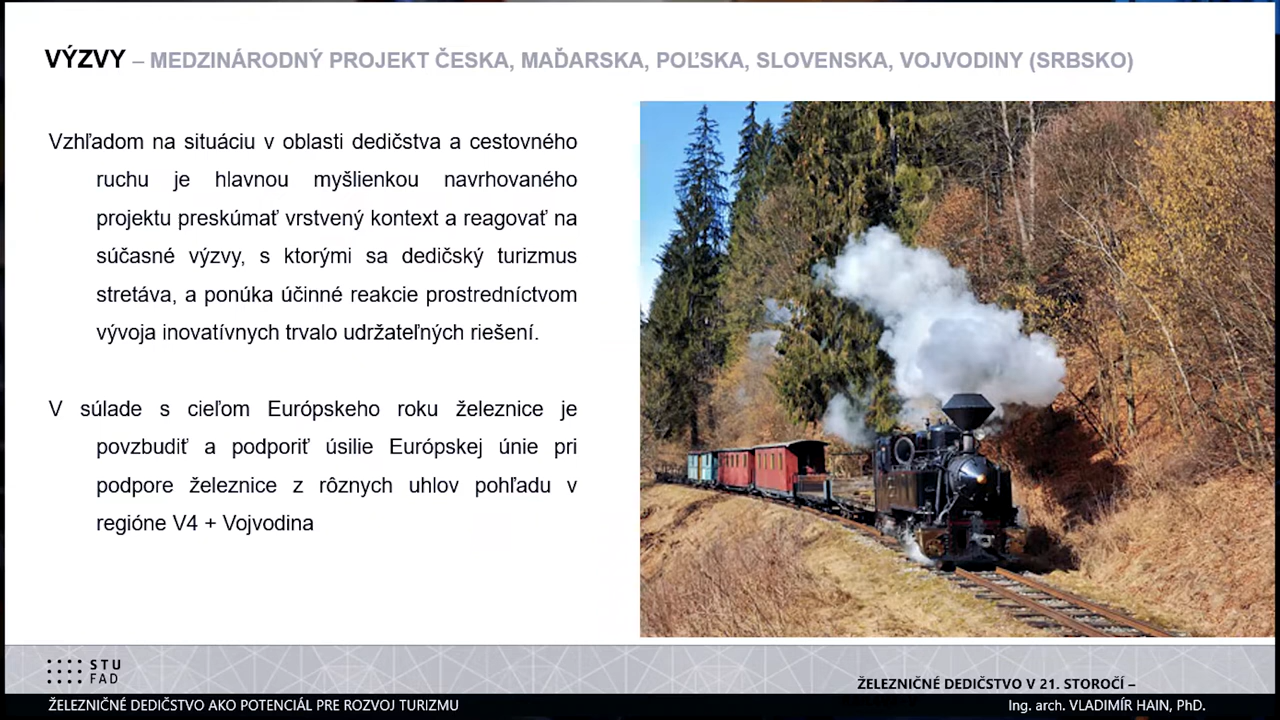 VÝZVY – MEDZINÁRODNÝ PROJEKT ČESKA, MAĎARSKA, POĽSKA, SLOVENSKA, VOJVODINY (SRBSKO)
Vzhľadom na situáciu v oblasti dedičstva a cestovného
ruchu je hlavnou myšlienkou navrhovaného
projektu preskúmať vrstvený kontext a reagovať na
súčasné výzvy, s ktorými sa dedičský turizmus
stretáva, a ponúka účinné reakcie prostredníctvom
vývoja inovatívnych trvalo udržateľných riešení.
V súlade s cieľom Európskeho roku železnice je
povzbudiť a podporiť úsilie Európskej únie pri
podpore železnice z rôznych uhlov pohľadu v
regióne V4 + Vojvodina
STU
FAD
ŽELEZNIČNÉ DEDIČSTVO V 21. STOROČÍ –
ŽELEZNIČNÉ DEDIČSTVO AKO POTENCIÁL PRE ROZVOJ TURIZMU
Ing. arch. VLADIMÍR HAIN, PhD.